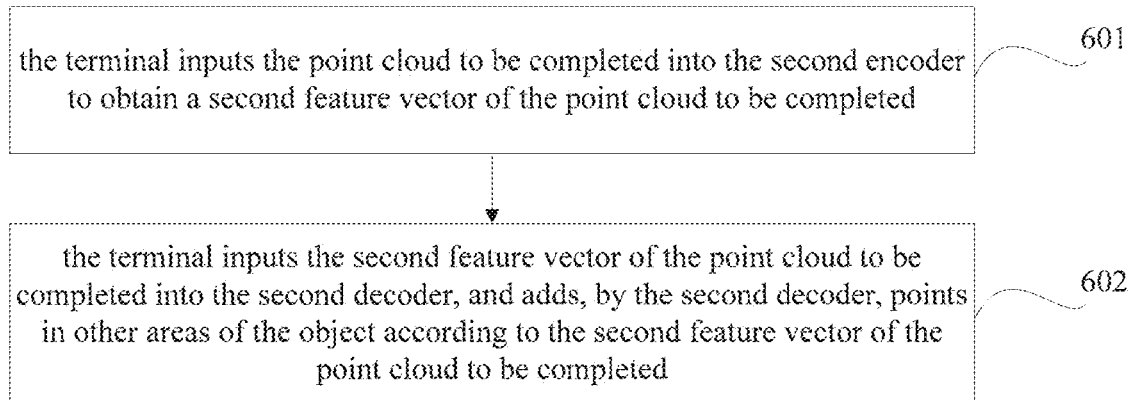 the terminal inputs the point cloud to be completed into the second encoder
to obtain a second feature vector of the point cloud to be completed
601
the terminal inputs the second feature vector of the point cloud to be
completed into the second decoder, and adds, by the second decoder, points
in other areas of the object according to the second feature vector of the
point cloud to be completed
602